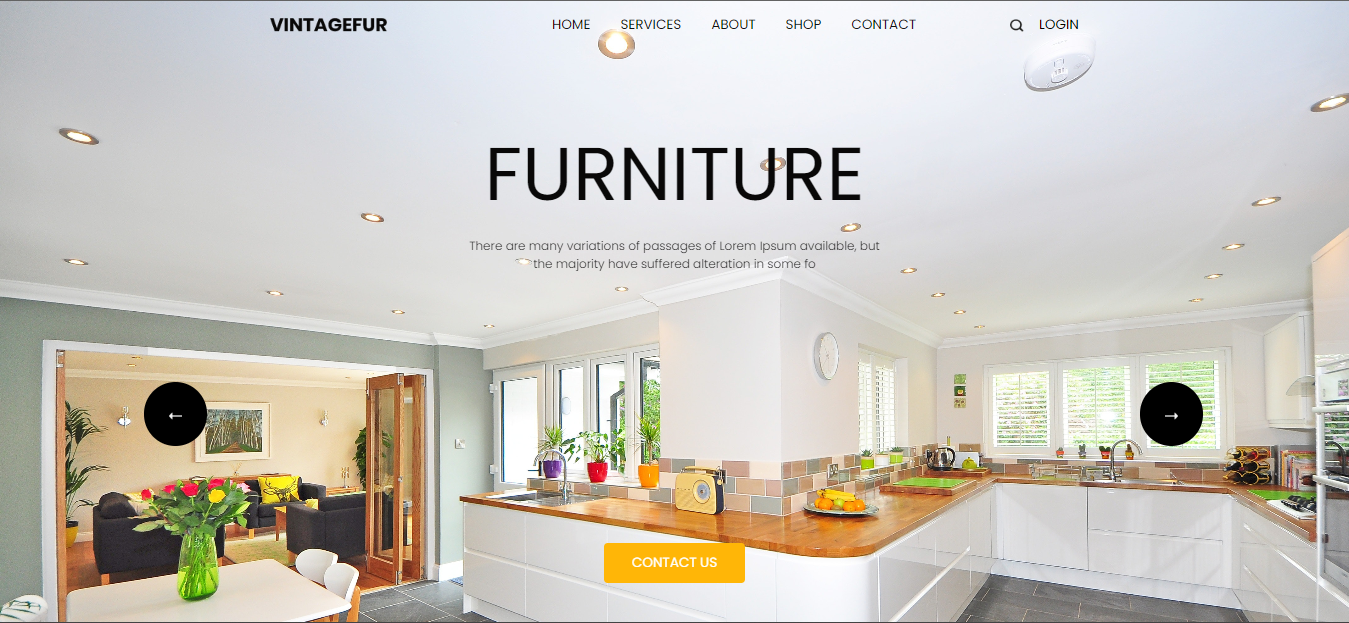 VINTAGEFUR HOME SERVICES ABOUT SHOP CONTACT LOGIN
FURNITURE
There are many variations of passages of Lorem Ipsum available, but
the majority have suffered alteration in some fo
CONTACT US